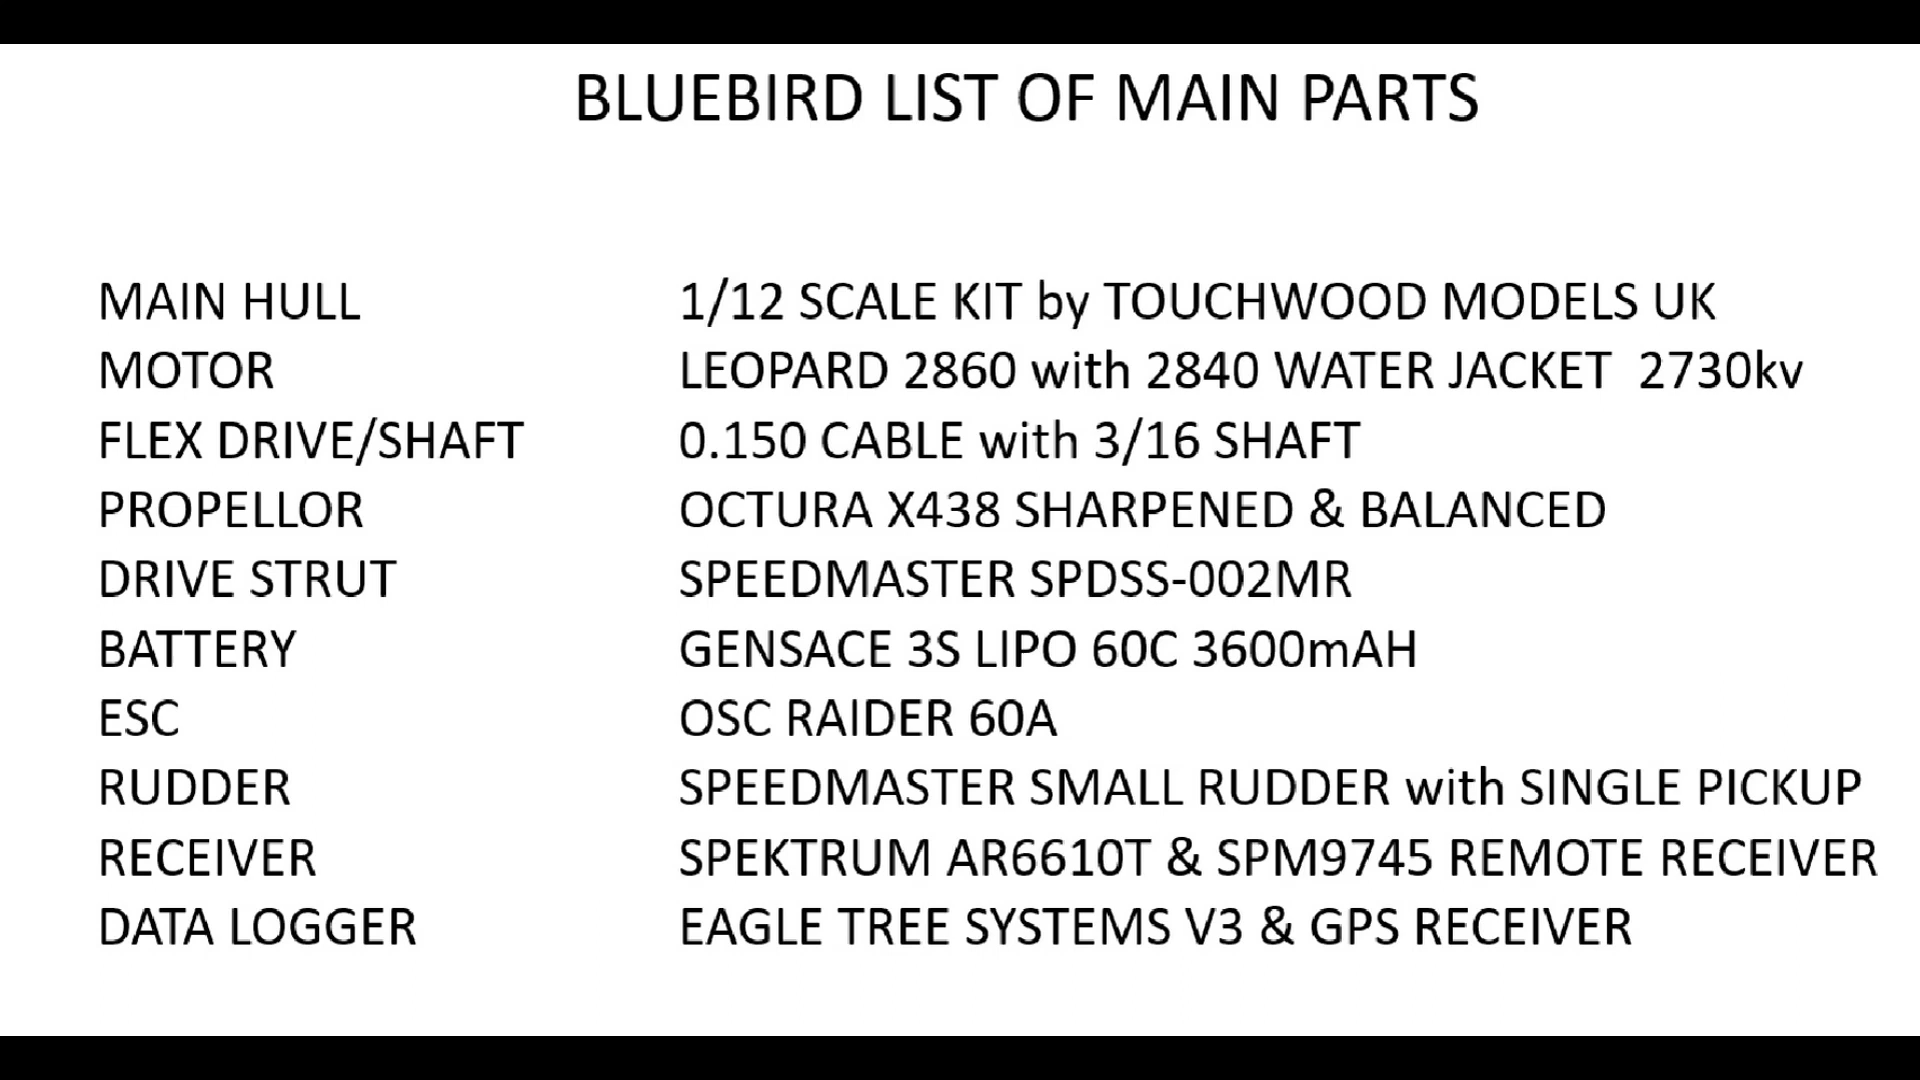 BLUEBIRD LIST OF MAIN PARTS
MAIN HULL 1/12 SCALE KIT by TOUCHWOOD MODELS UK
MOTOR LEOPARD 2860 with 2840 WATER JACKET 2730kv
FLEX DRIVE/SHAFT 0.150 CABLE with 3/16 SHAFT
PROPELLOR OCTURA X438 SHARPENED & BALANCED
DRIVE STRUT SPEEDMASTER SPDSS-002MR
BATTERY GENSACE 3S LIPO 60C 3600mAH
ESC OSC RAIDER 60A
RUDDER SPEEDMASTER SMALL RUDDER with SINGLE PICKUP
RECEIVER SPEKTRUM AR6610T & SPM9745 REMOTE RECEIVER
DATA LOGGER EAGLE TREE SYSTEMS V3 & GPS RECEIVER